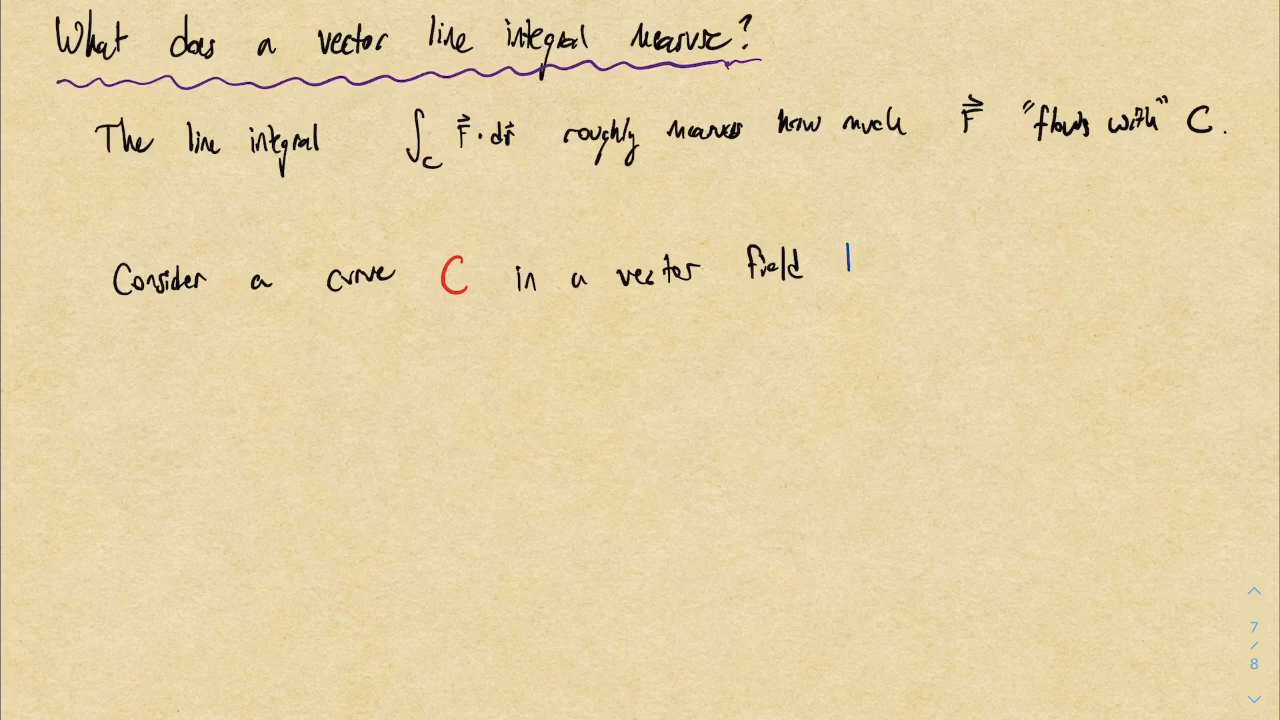 What does a vector line integral measure?
The line integral ∫_C F⃗·dr⃗ roughly measures how much F⃗ "flows with" C.
Consider a curve C in a vector field
7
/
8